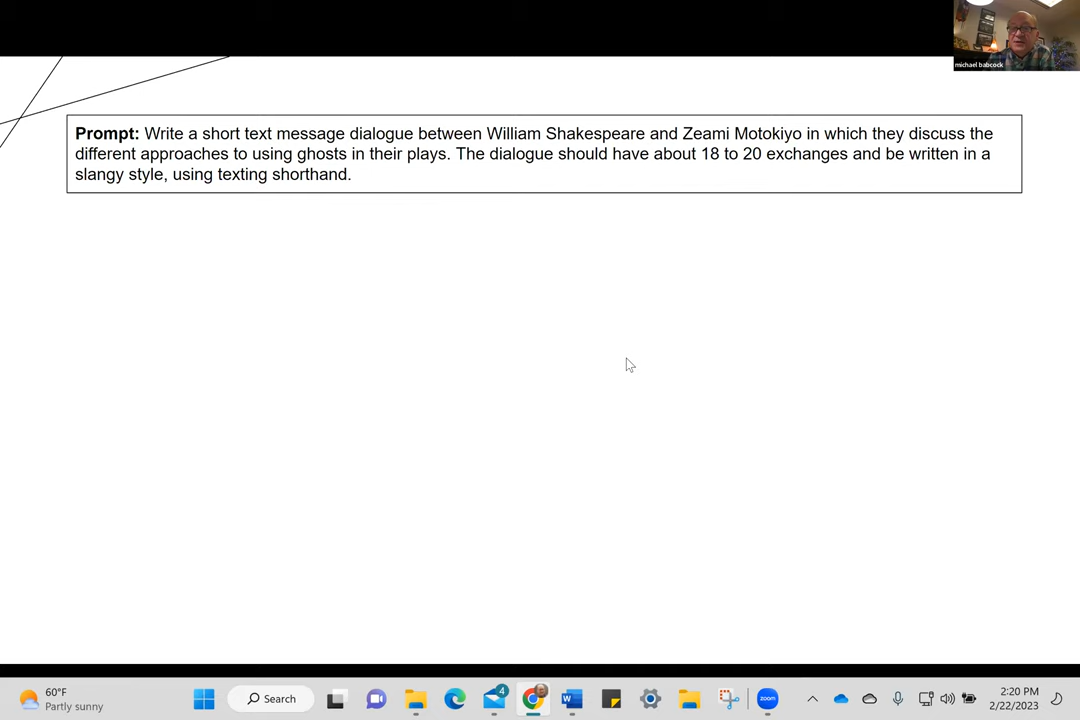 michael babcock
Prompt: Write a short text message dialogue between William Shakespeare and Zeami Motokiyo in which they discuss the
different approaches to using ghosts in their plays. The dialogue should have about 18 to 20 exchanges and be written in a
slangy style, using texting shorthand.
60°F
Partly sunny
Search
4
zoom
2:20 PM
2/22/2023